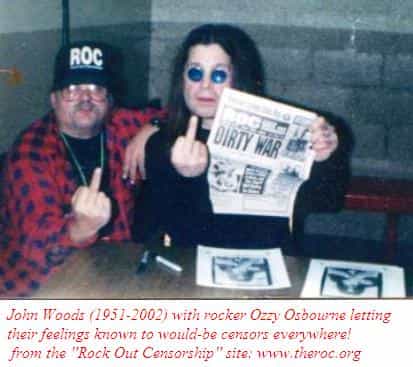 ROC
DIRTY WAR
John Woods (1951-2002) with rocker Ozzy Osbourne letting
their feelings known to would-be censors everywhere!
from the "Rock Out Censorship" site: www.theroc.org